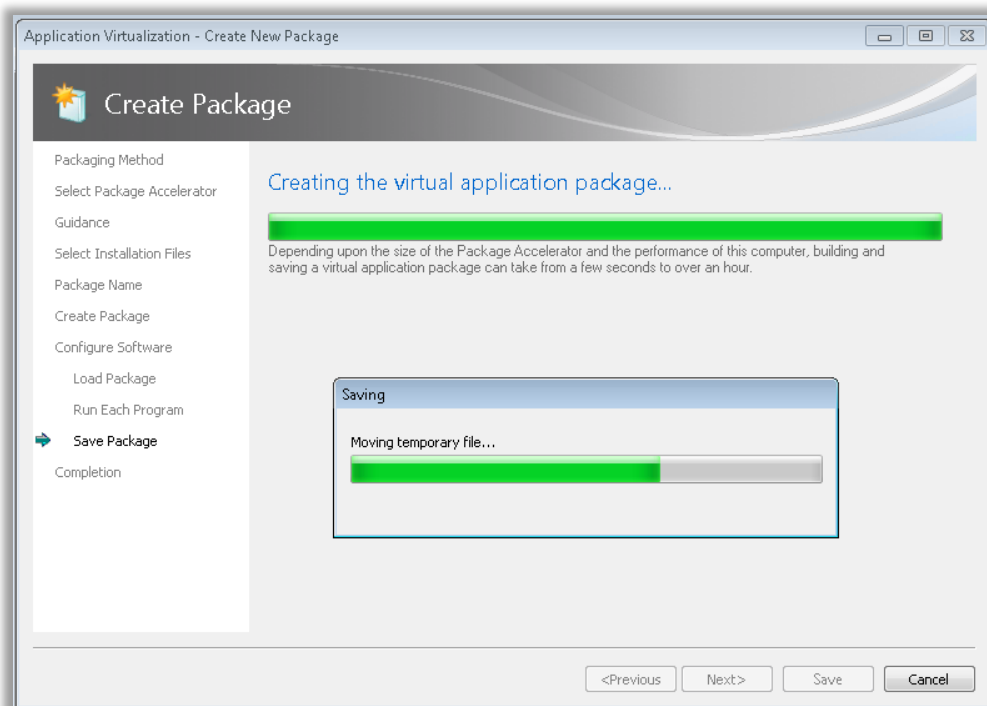 Application Virtualization - Create New Package
Create Package
Packaging Method
Select Package Accelerator
Guidance
Select Installation Files
Package Name
Create Package
Configure Software
Load Package
Run Each Program
Save Package
Completion
Creating the virtual application package...
Depending upon the size of the Package Accelerator and the performance of this computer, building and
saving a virtual application package can take from a few seconds to over an hour.
Saving
Moving temporary file...
<Previous
Next>
Save
Cancel